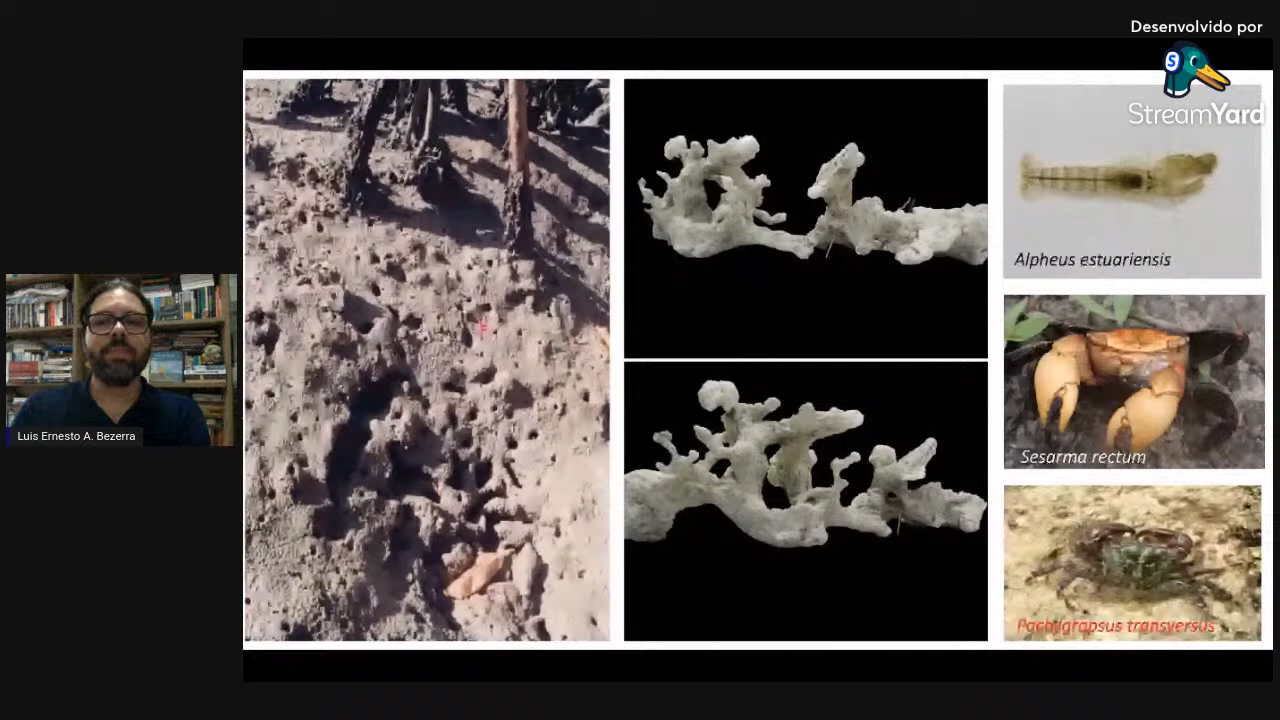 Desenvolvido por
S
StreamYard
Alpheus estuariensis
Sesarma rectum
Luis Ernesto A. Bezerra
Pachygrapsus transversus